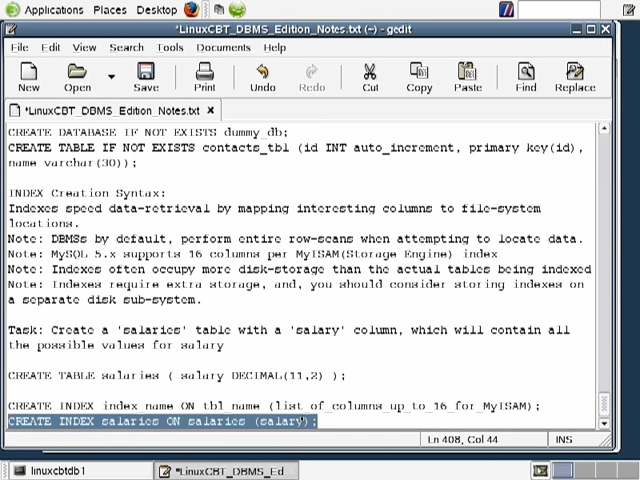 Applications Places Desktop
*LinuxCBT_DBMS_Edition_Notes.txt (~) - gedit
File Edit View Search Tools Documents Help
New Open Save Print Undo Redo Cut Copy Paste Find Replace
*LinuxCBT_DBMS_Edition_Notes.txt x
CREATE DATABASE IF NOT EXISTS dummy_db;
CREATE TABLE IF NOT EXISTS contacts_tbl (id INT auto_increment, primary key(id),
name varchar(30));
INDEX Creation Syntax:
Indexes speed data-retrieval by mapping interesting columns to file-system
locations.
Note: DBMSs by default, perform entire row-scans when attempting to locate data.
Note: MySQL 5.x supports 16 columns per MyISAM(Storage Engine) index
Note: Indexes often occupy more disk-storage than the actual tables being indexed
Note: Indexes require extra storage, and, you should consider storing indexes on
a separate disk sub-system.
Task: Create a 'salaries' table with a 'salary' column, which will contain all
the possible values for salary
CREATE TABLE salaries ( salary DECIMAL(11,2) );
CREATE INDEX index_name ON tbl_name (list_of_columns_up_to_16_for_MyISAM);
CREATE INDEX salaries ON salaries (salary);
Ln 408, Col 44 INS
linuxcbtdb1 *LinuxCBT_DBMS_Ed